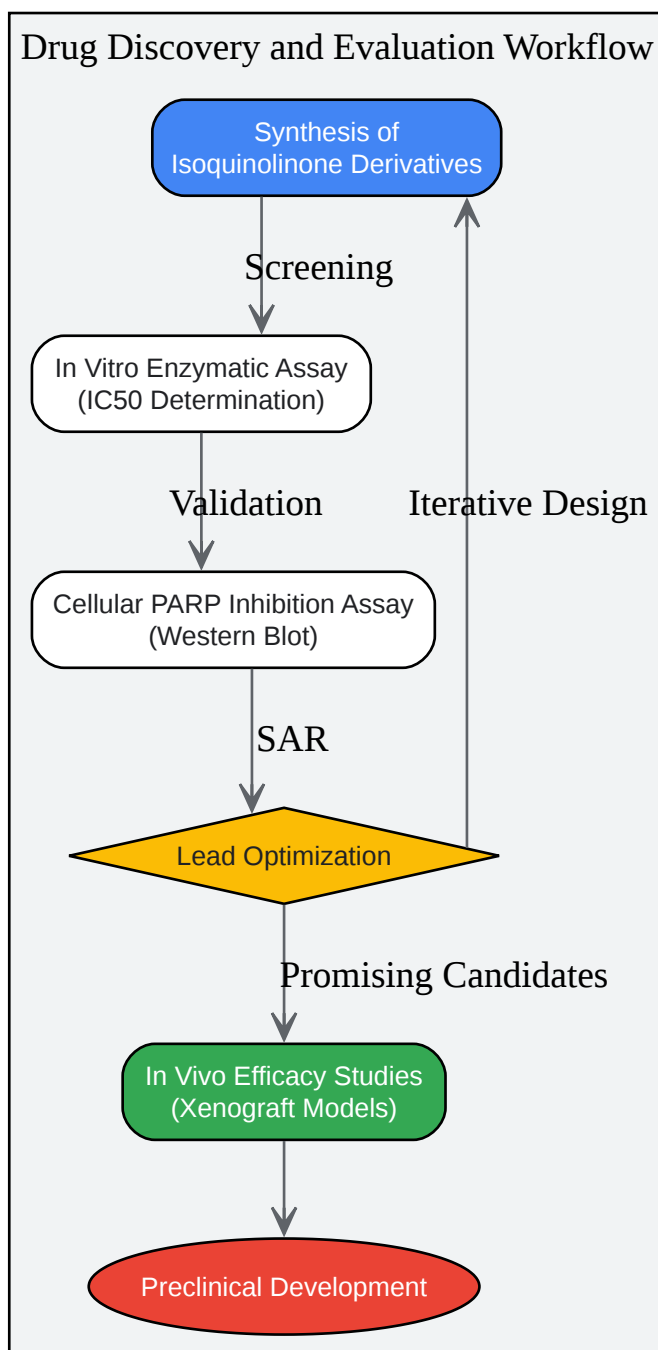 Drug Discovery and Evaluation Workflow
Synthesis of
Isoquinolinone Derivatives
Screening
In Vitro Enzymatic Assay
(IC50 Determination)
Validation
Iterative Design
Cellular PARP Inhibition Assay
(Western Blot)
SAR
Lead Optimization
Promising Candidates
In Vivo Efficacy Studies
(Xenograft Models)
Preclinical Development